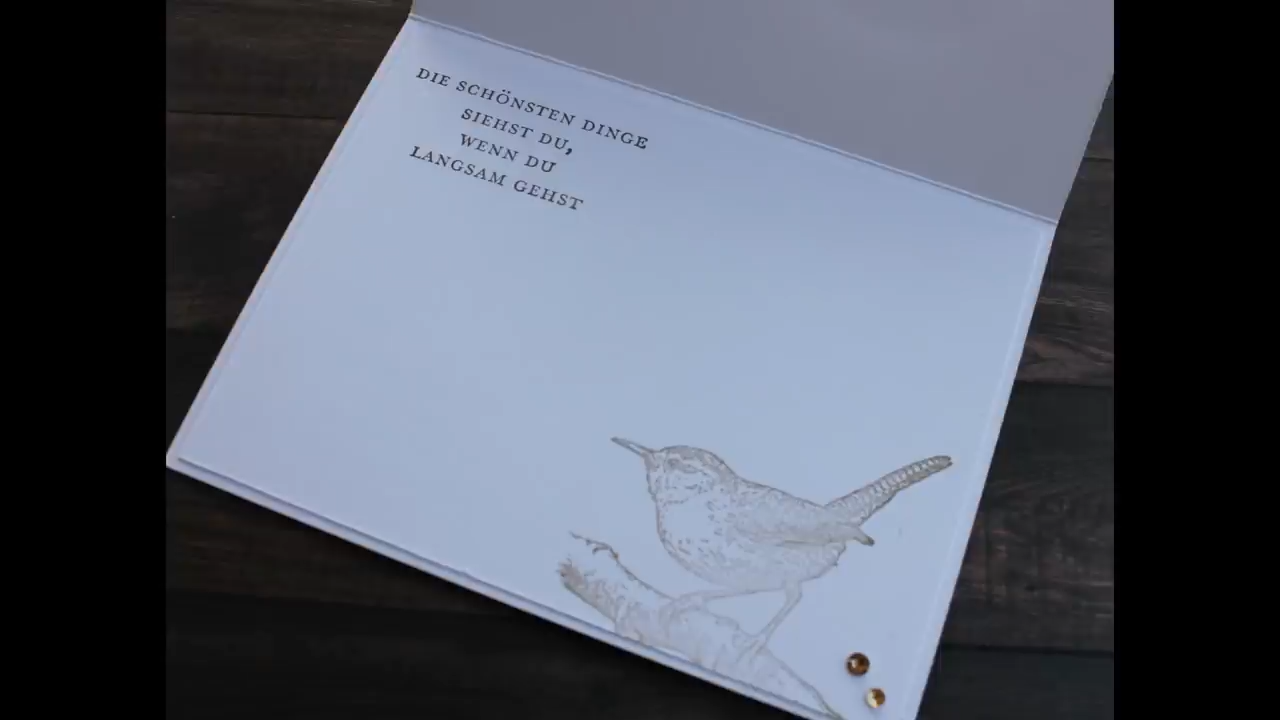 DIE SCHÖNSTEN DINGE
SIEHST DU,
WENN DU
LANGSAM GEHST